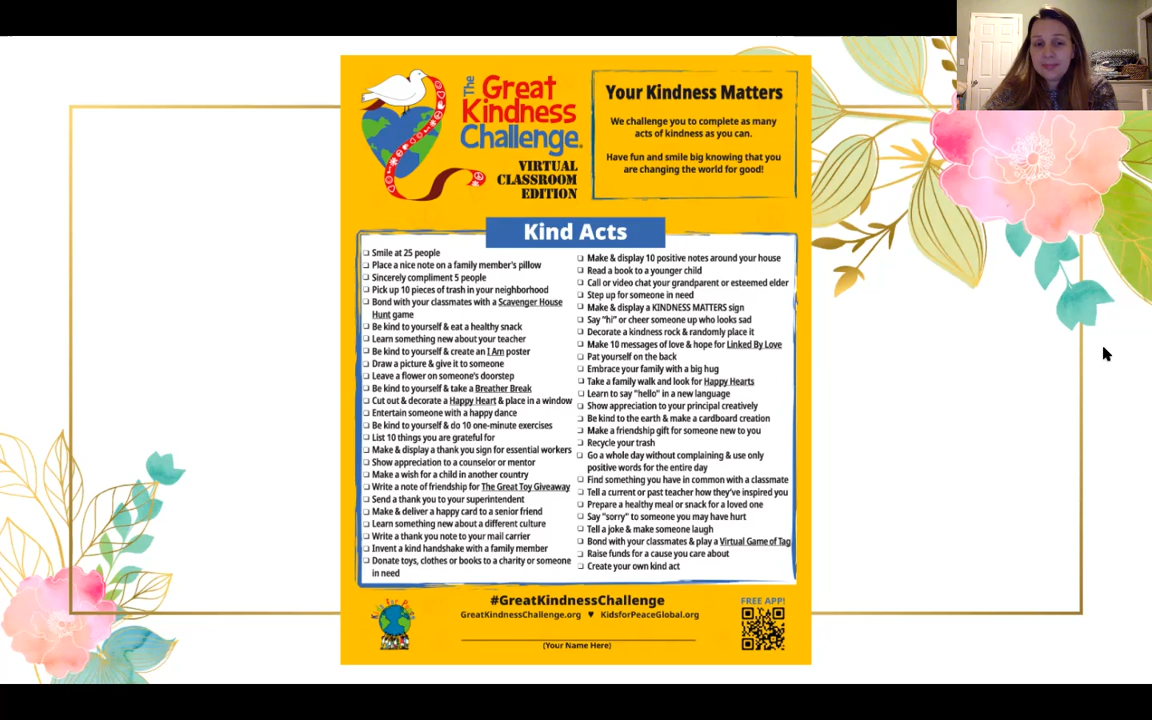 The Great
Kindness
Challenge.
VIRTUAL
CLASSROOM
EDITION
Your Kindness Matters
We challenge you to complete as many
acts of kindness as you can.
Have fun and smile big knowing that you
are changing the world for good!
Kind Acts
Smile at 25 people
Place a nice note on a family member's pillow
Sincerely compliment 5 people
Pick up 10 pieces of trash in your neighborhood
Bond with your classmates with a Scavenger House
Hunt game
Be kind to yourself & eat a healthy snack
Learn something new about your teacher
Be kind to yourself & create an I Am poster
Draw a picture & give it to someone
Leave a flower on someone's doorstep
Be kind to yourself & take a Breather Break
Cut out & decorate a Happy Heart & place in a window
Entertain someone with a happy dance
Be kind to yourself & do 10 one-minute exercises
List 10 things you are grateful for
Make & display a thank you sign for essential workers
Show appreciation to a counselor or mentor
Make a wish for a child in another country
Write a note of friendship for The Great Toy Giveaway
Send a thank you to your superintendent
Make & deliver a happy card to a senior friend
Learn something new about a different culture
Write a thank you note to your mail carrier
Invent a kind handshake with a family member
Donate toys, clothes or books to a charity or someone
in need
Make & display 10 positive notes around your house
Read a book to a younger child
Call or video chat your grandparent or esteemed elder
Step up for someone in need
Make & display a KINDNESS MATTERS sign
Say "hi" or cheer someone up who looks sad
Decorate a kindness rock & randomly place it
Make 10 messages of love & hope for Linked By Love
Pat yourself on the back
Embrace your family with a big hug
Take a family walk and look for Happy Hearts
Learn to say "hello" in a new language
Show appreciation to your principal creatively
Be kind to the earth & make a cardboard creation
Make a friendship gift for someone new to you
Recycle your trash
Go a whole day without complaining & use only
positive words for the entire day
Find something you have in common with a classmate
Tell a current or past teacher how they've inspired you
Prepare a healthy meal or snack for a loved one
Say "sorry" to someone you may have hurt
Tell a joke & make someone laugh
Bond with your classmates & play a Virtual Game of Tag
Raise funds for a cause you care about
Create your own kind act
Kids For Peace
#GreatKindnessChallenge
GreatKindnessChallenge.org ♥ KidsforPeaceGlobal.org
(Your Name Here)
FREE APP!